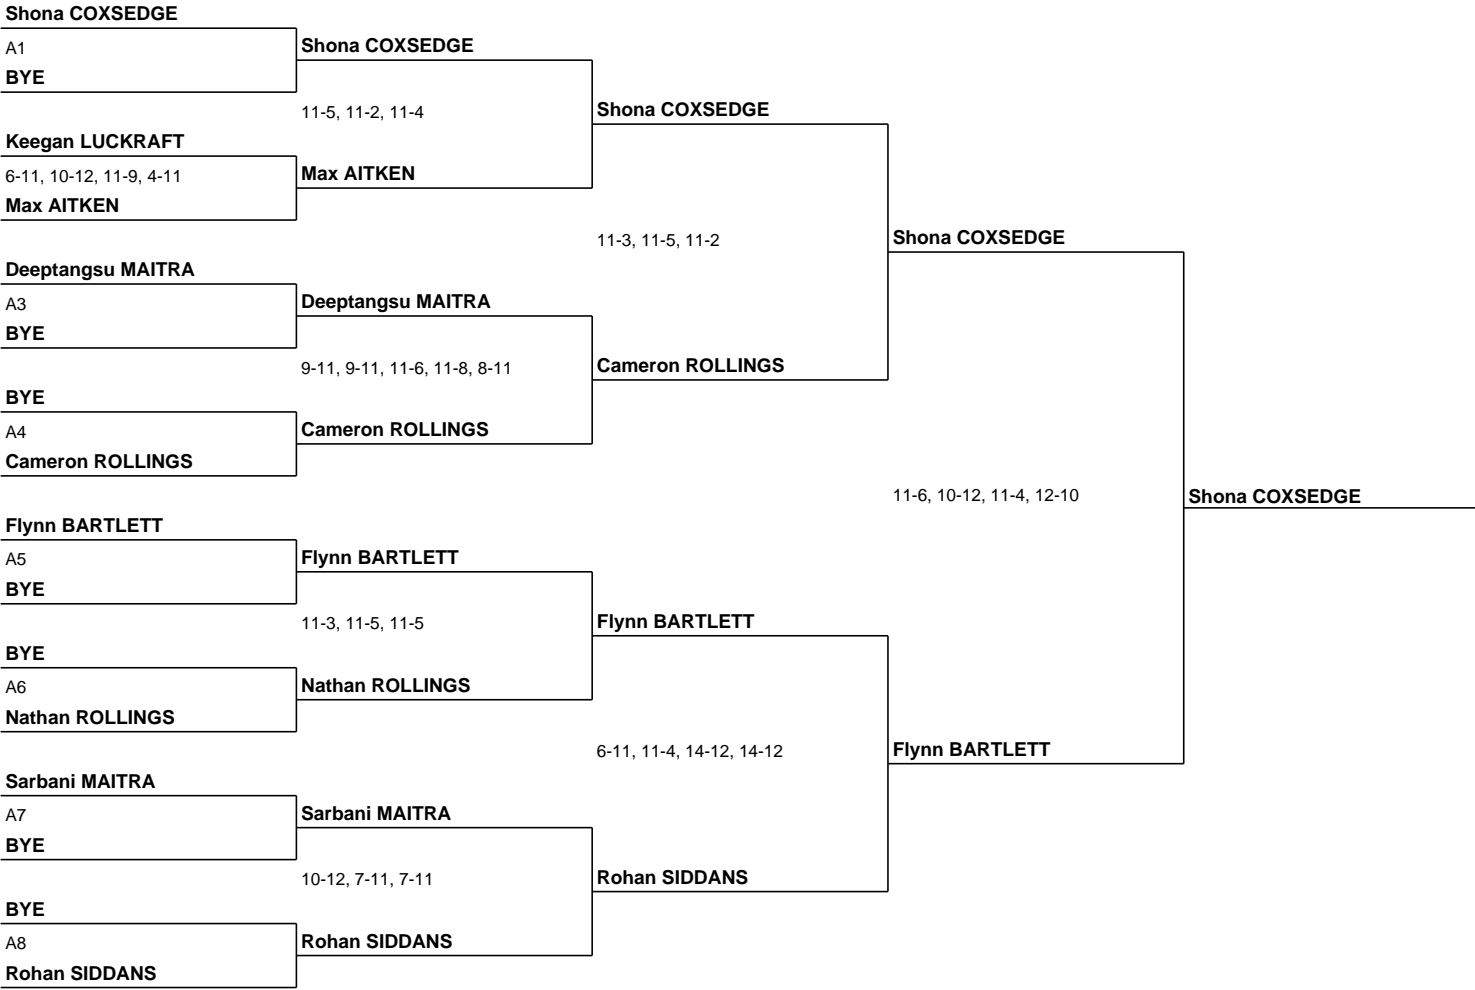 Shona COXSEDGE
A1
BYE
Keegan LUCKRAFT
6-11, 10-12, 11-9, 4-11
Max AITKEN
Deeptangsu MAITRA
A3
BYE
BYE
A4
Cameron ROLLINGS
Flynn BARTLETT
A5
BYE
BYE
A6
Nathan ROLLINGS
Sarbani MAITRA
A7
BYE
BYE
A8
Rohan SIDDANS
Shona COXSEDGE
11-5, 11-2, 11-4
Max AITKEN
Deeptangsu MAITRA
9-11, 9-11, 11-6, 11-8, 8-11
Cameron ROLLINGS
Flynn BARTLETT
11-3, 11-5, 11-5
Nathan ROLLINGS
Sarbani MAITRA
10-12, 7-11, 7-11
Rohan SIDDANS
Shona COXSEDGE
11-3, 11-5, 11-2
Cameron ROLLINGS
Flynn BARTLETT
6-11, 11-4, 14-12, 14-12
Rohan SIDDANS
Shona COXSEDGE
11-6, 10-12, 11-4, 12-10
Flynn BARTLETT
Shona COXSEDGE